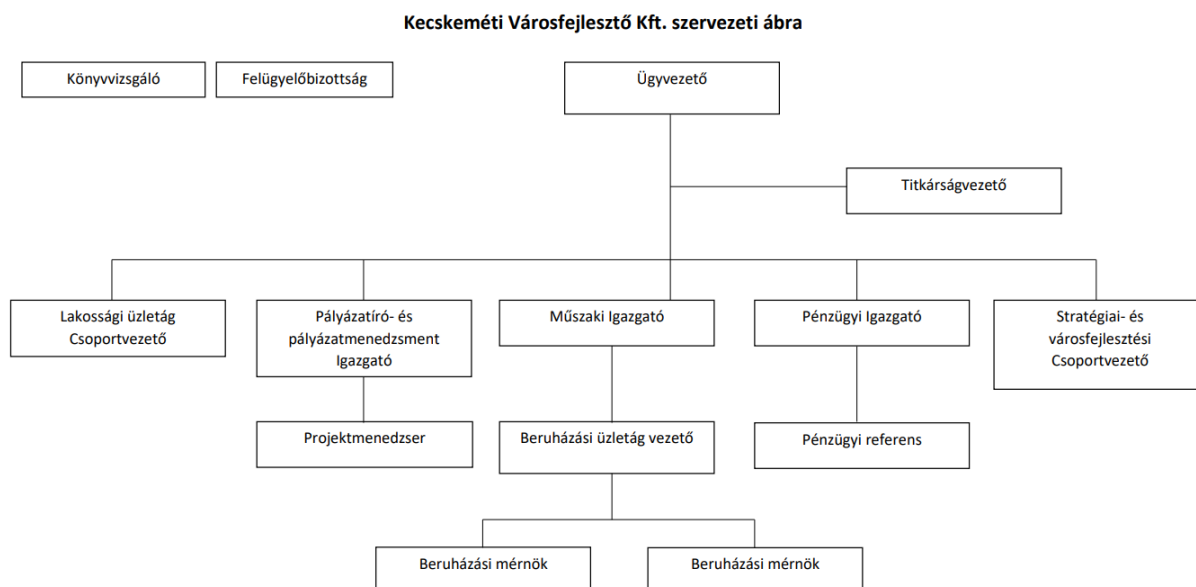 Kecskeméti Városfejlesztő Kft. szervezeti ábra
Könyvvizsgáló
Felügyelőbizottság
Ügyvezető
Titkárságvezető
Lakossági üzletág
Csoportvezető
Pályázatíró- és
pályázatmenedzsment
Igazgató
Műszaki Igazgató
Pénzügyi Igazgató
Stratégiai- és
városfejlesztési
Csoportvezető
Projektmenedzser
Beruházási üzletág vezető
Pénzügyi referens
Beruházási mérnök
Beruházási mérnök